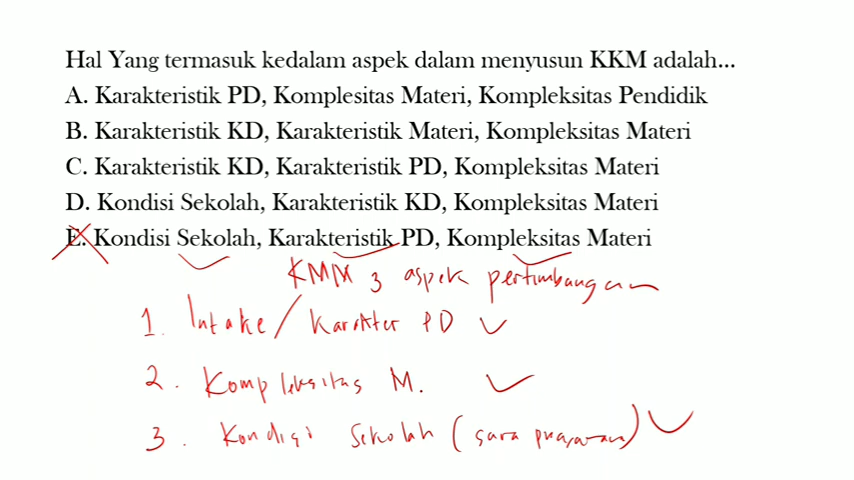 Hal Yang termasuk kedalam aspek dalam menyusun KKM adalah...
A. Karakteristik PD, Komplesitas Materi, Kompleksitas Pendidik
B. Karakteristik KD, Karakteristik Materi, Kompleksitas Materi
C. Karakteristik KD, Karakteristik PD, Kompleksitas Materi
D. Kondisi Sekolah, Karakteristik KD, Kompleksitas Materi
E. Kondisi Sekolah, Karakteristik PD, Kompleksitas Materi
KMM 3 aspek pertimbangan
1. Intake / Karakter PD
2. Kompleksitas M.
3. Kondisi Sekolah (sara prasarana)